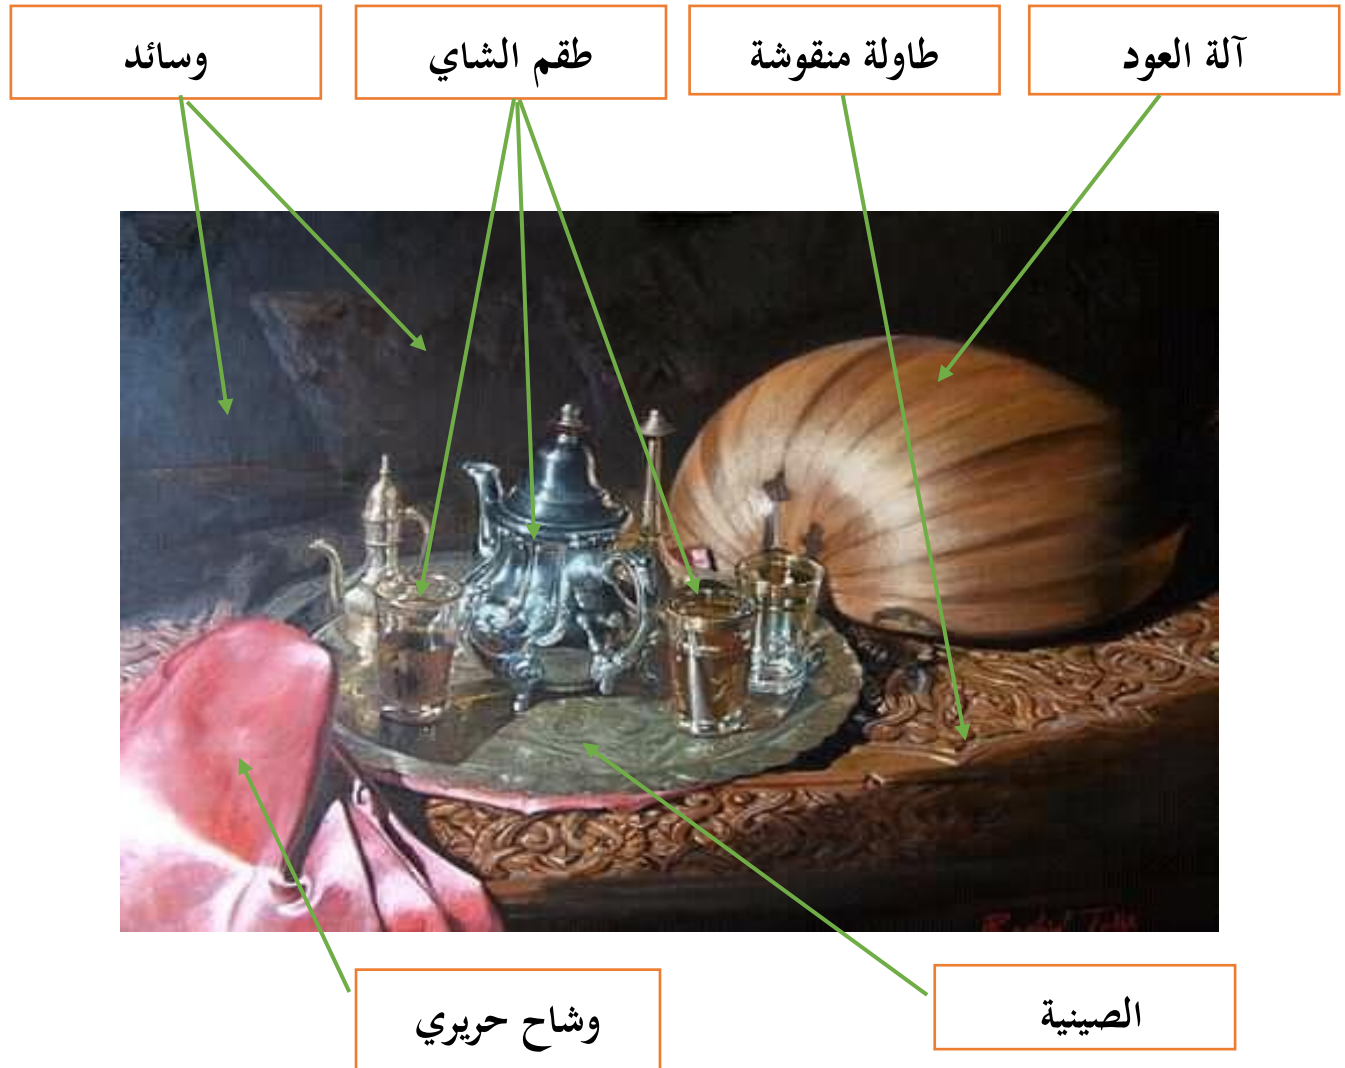 آلة العود
طاولة منقوشة
طقم الشاي
وسائد
الصينية
وشاح حريري